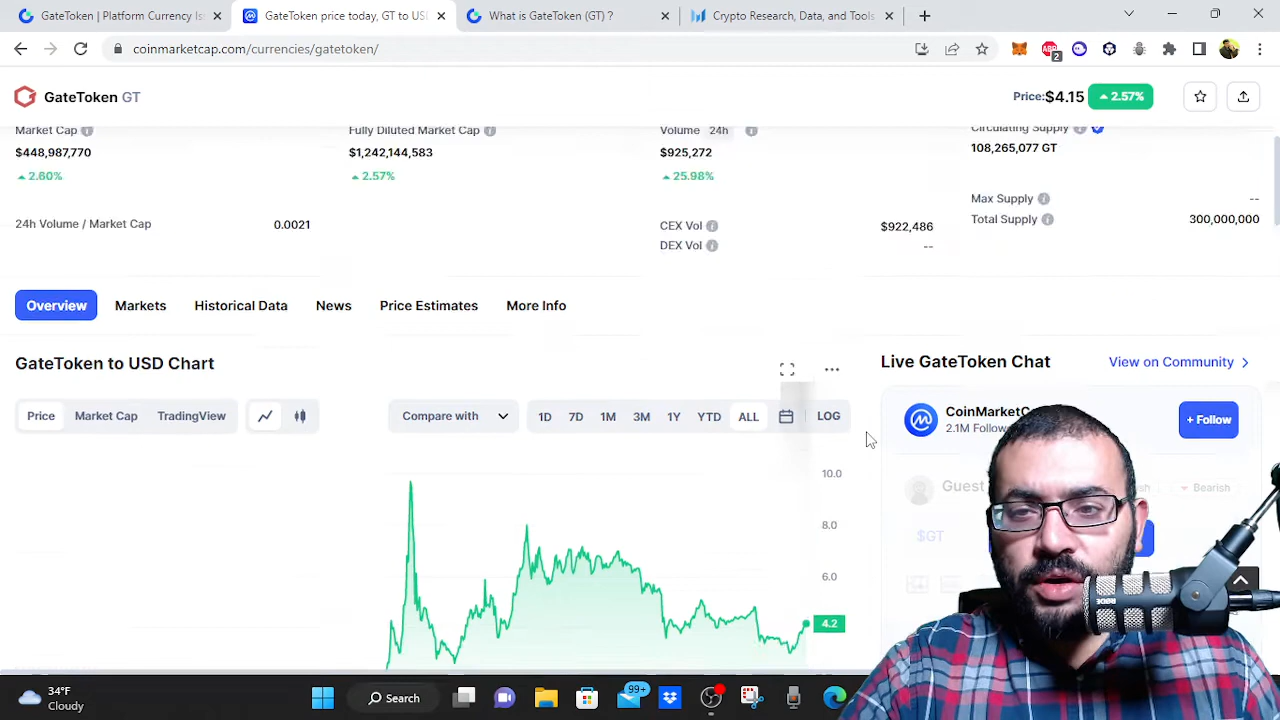 GateToken | Platform Currency Is
GateToken price today, GT to USD
What is GateToken (GT) ?
Crypto Research, Data, and Tools
coinmarketcap.com/currencies/gatetoken/
2
GateToken GT
Price:$4.15
2.57%
Market Cap
Fully Diluted Market Cap
Volume 24h
Circulating Supply
$448,987,770
$1,242,144,583
$925,272
108,265,077 GT
2.60%
2.57%
25.98%
Max Supply
--
24h Volume / Market Cap
0.0021
CEX Vol
$922,486
Total Supply
300,000,000
DEX Vol
--
Overview
Markets
Historical Data
News
Price Estimates
More Info
GateToken to USD Chart
Live GateToken Chat
View on Community
Price
Market Cap
TradingView
Compare with
1D
7D
1M
3M
1Y
YTD
ALL
LOG
CoinMarketC
2.1M Follow
+ Follow
10.0
8.0
6.0
4.2
Guest
Bearish
$GT
RØDE
34°F
Cloudy
Search
99+